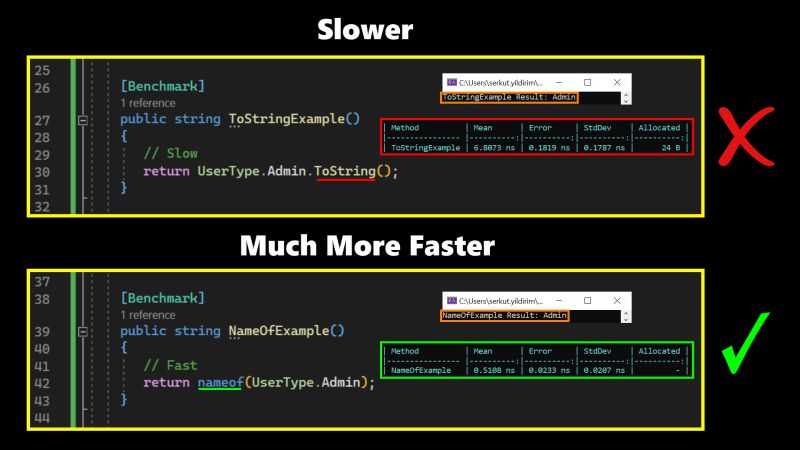 Slower
25
26 [Benchmark]
1 reference
27 public string ToStringExample()
28 {
29 // Slow
30 return UserType.Admin.ToString();
31 }
32
C:\Users\serkut.yildirim\...
ToStringExample Result: Admin
| Method | Mean | Error | StdDev | Allocated |
|---------------- |----------:|----------:|----------:|----------:|
| ToStringExample | 6.8073 ns | 0.1819 ns | 0.1787 ns | 24 B |
Much More Faster
37
38 [Benchmark]
1 reference
39 public string NameOfExample()
40 {
41 // Fast
42 return nameof(UserType.Admin);
43 }
44
C:\Users\serkut.yildirim\...
NameOfExample Result: Admin
| Method | Mean | Error | StdDev | Allocated |
|-------------- |----------:|----------:|----------:|----------:|
| NameOfExample | 0.5108 ns | 0.0233 ns | 0.0207 ns | - |